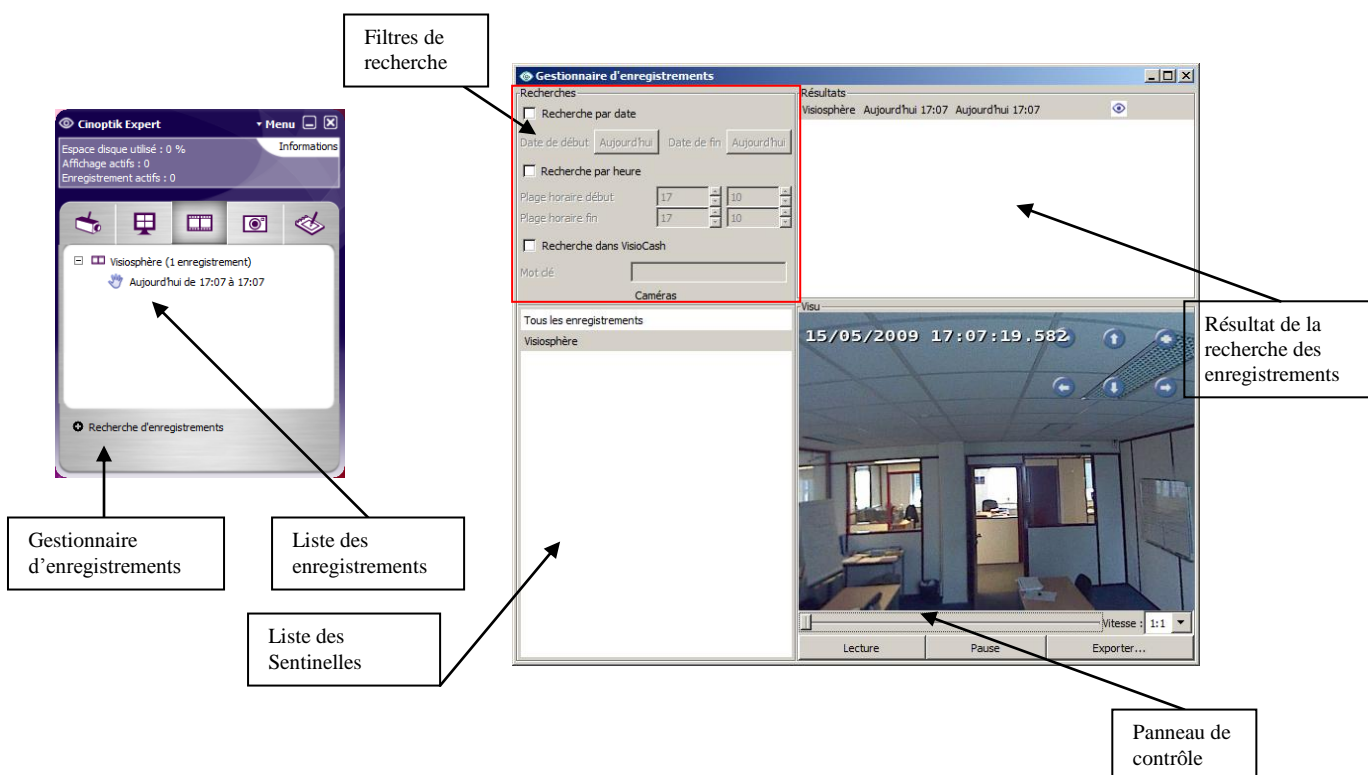 Filtres de
recherche
Cinoptik Expert
Menu
Espace disque utilisé : 0 %
Informations
Affichage actifs : 0
Enregistrement actifs : 0
Visiosphère (1 enregistrement)
Aujourd'hui de 17:07 à 17:07
Recherche d'enregistrements
Gestionnaire
d'enregistrements
Liste des
enregistrements
Liste des
Sentinelles
Gestionnaire d'enregistrements
Recherches
Recherche par date
Date de début Aujourd'hui Date de fin Aujourd'hui
Recherche par heure
Plage horaire début 17 10
Plage horaire fin 17 10
Recherche dans VisioCash
Mot clé
Caméras
Tous les enregistrements
Visiosphère
Résultats
Visiosphère Aujourd'hui 17:07 Aujourd'hui 17:07
Visu
15/05/2009 17:07:19.582
Vitesse : 1:1
Lecture Pause Exporter...
Résultat de la
recherche des
enregistrements
Panneau de
contrôle